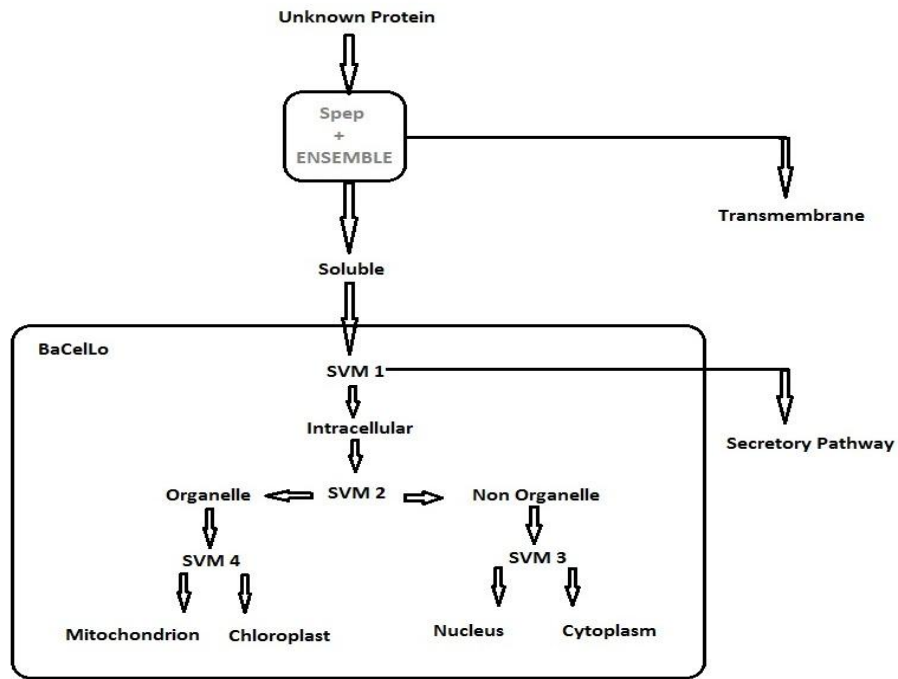 Unknown Protein
Spep
+
ENSEMBLE
Transmembrane
Soluble
BaCelLo
SVM 1
Intracellular
Secretory Pathway
Organelle
SVM 2
Non Organelle
SVM 4
SVM 3
Mitochondrion
Chloroplast
Nucleus
Cytoplasm